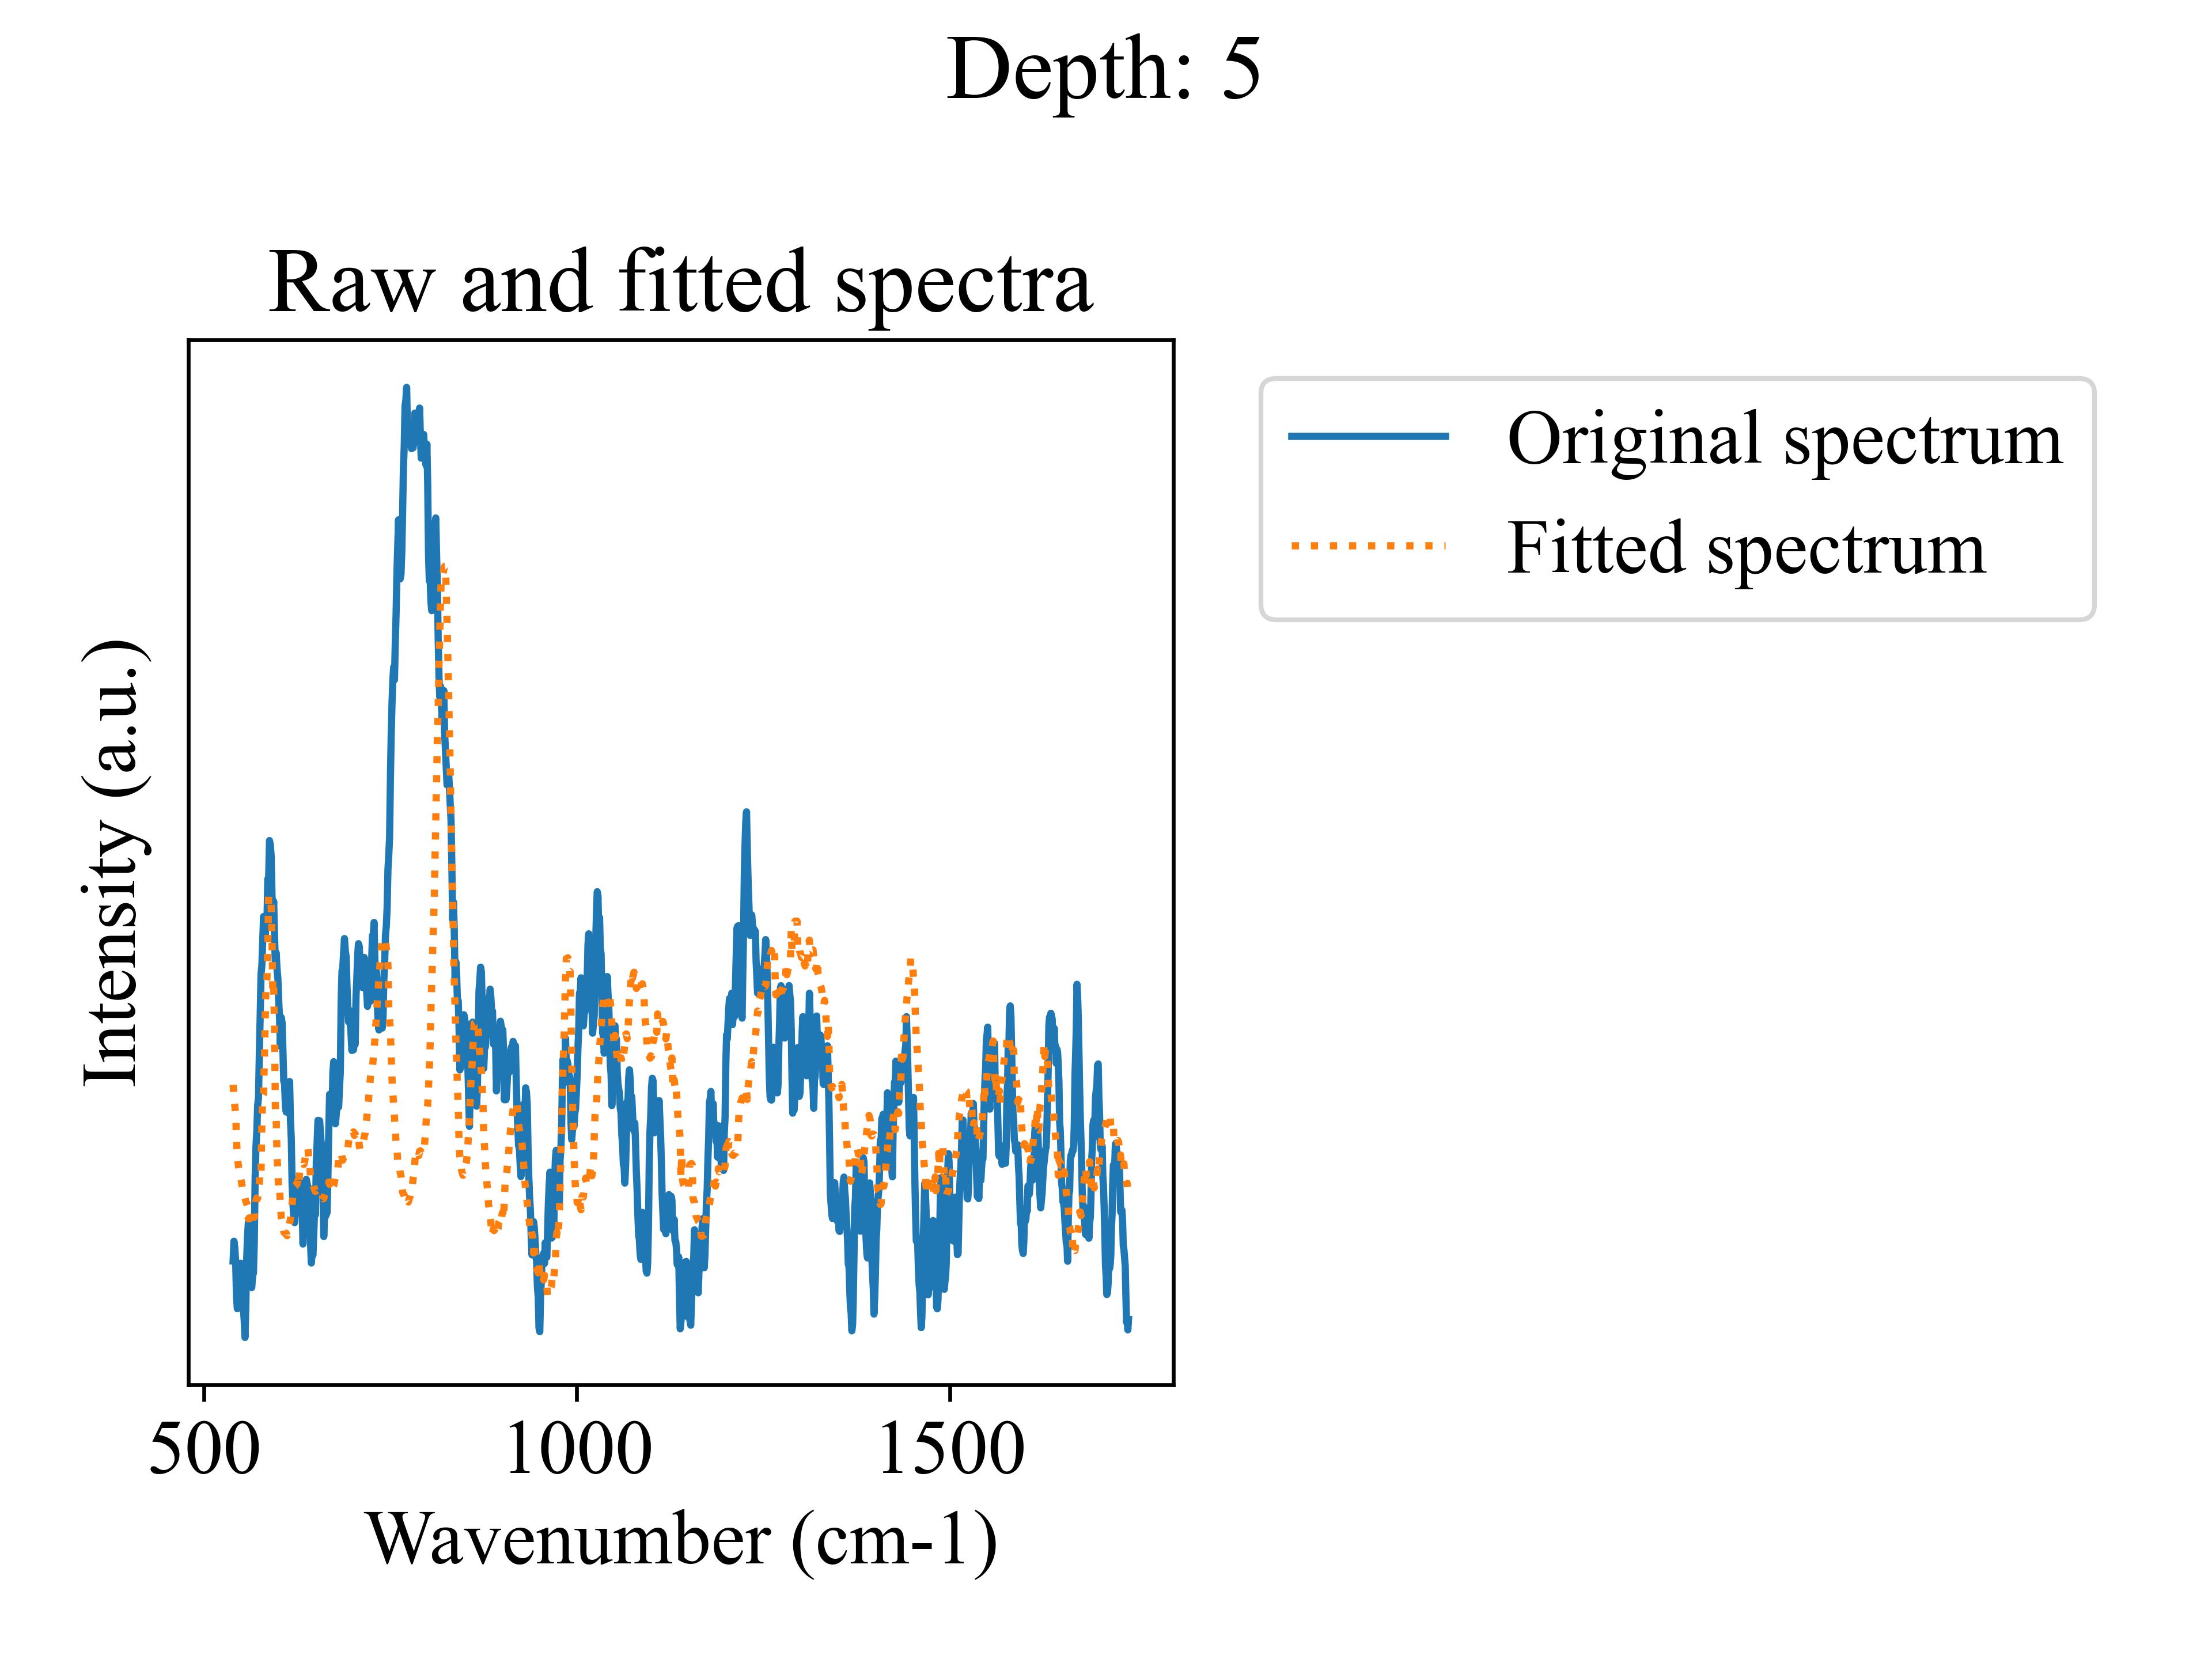 Depth: 5
Raw and fitted spectra
Original spectrum
Fitted spectrum
Intensity (a.u.)
500 1000 1500
Wavenumber (cm-1)